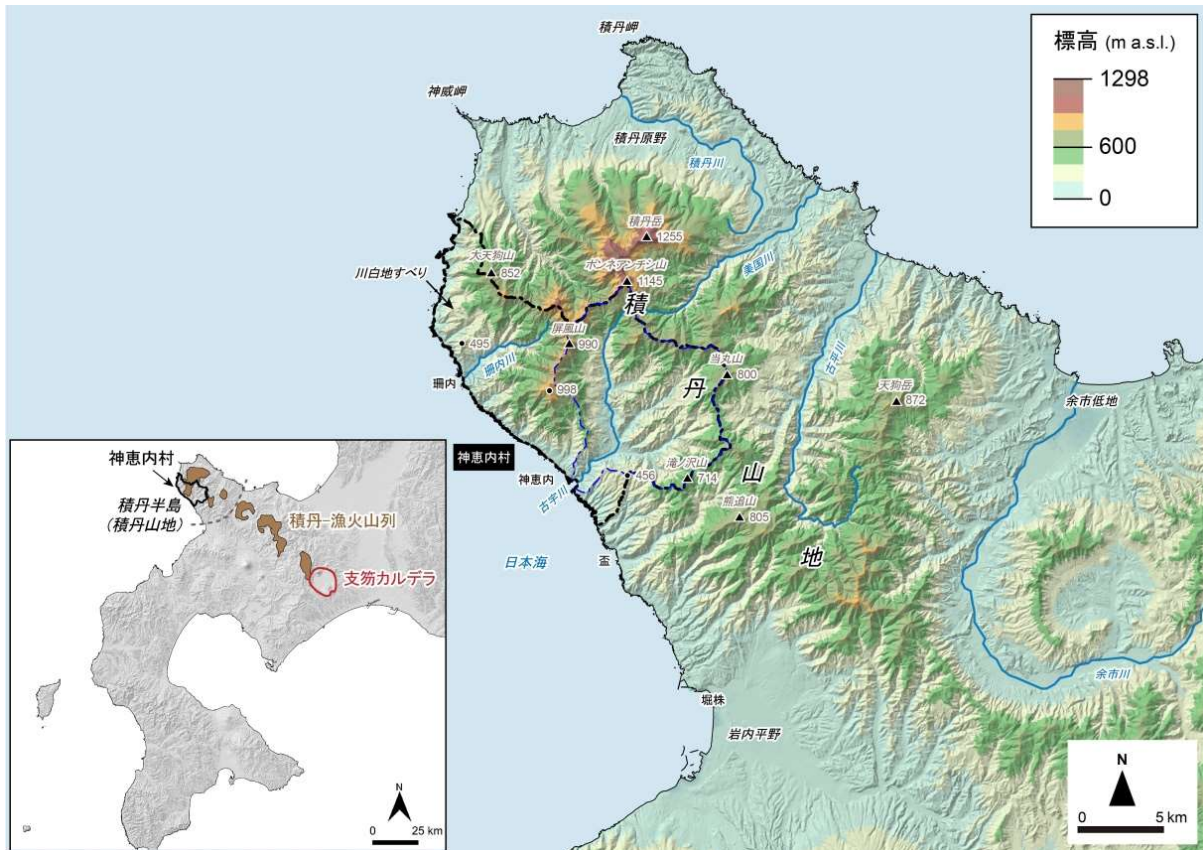 積丹岬
神威岬
標高 (m a.s.l.)
1298
600
0
積丹原野
積丹川
積丹岳
1255
大天狗山
852
ポンネアンチシ山
1145
美国川
川白地すべり
積
丹
山
地
屏風山
990
495
珊内川
珊内
998
当丸山
800
古平川
天狗岳
872
余市低地
神恵内村
神恵内
古宇川
456
滝ノ沢山
714
熊追山
805
盃
日本海
余市川
堀株
岩内平野
N
0 5 km
神恵内村
積丹半島
(積丹山地)
積丹-漁火山列
支笏カルデラ
N
0 25 km